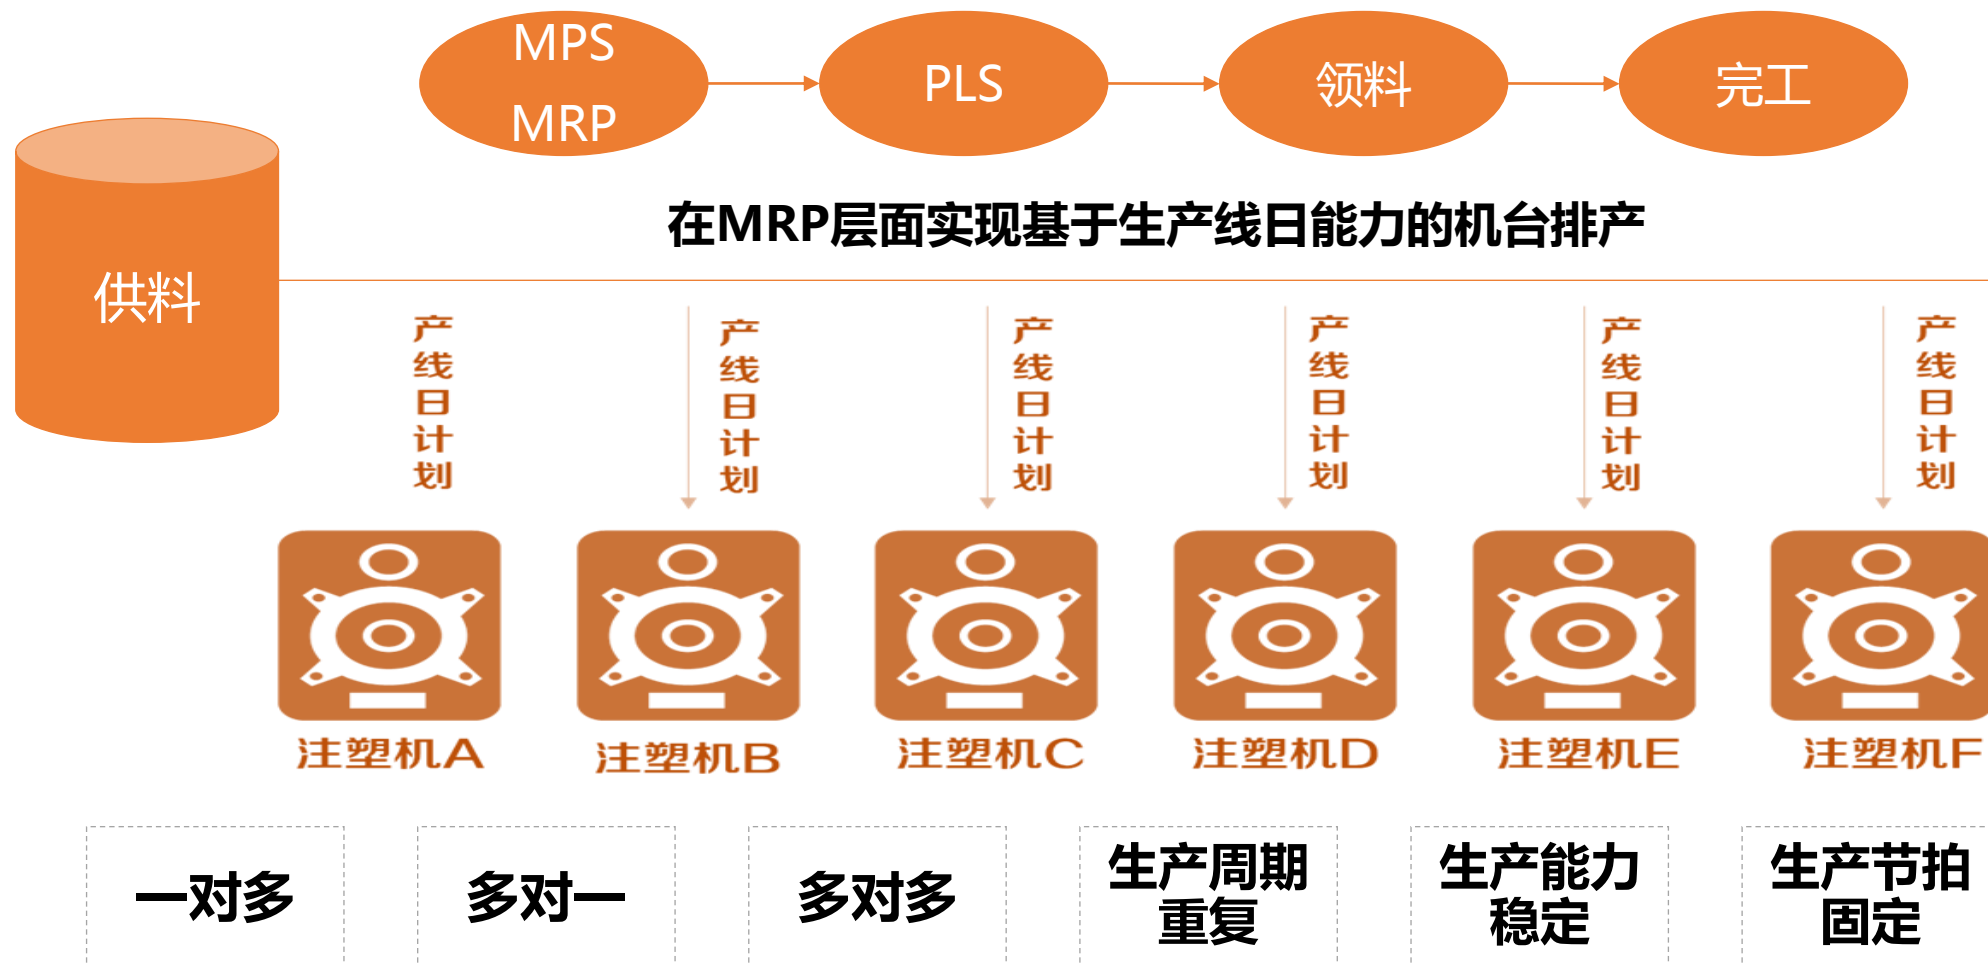 MPS
MRP
PLS
领料
完工
在MRP层面实现基于生产线日能力的机台排产
供料
产线日计划
产线日计划
产线日计划
产线日计划
产线日计划
产线日计划
注塑机A
注塑机B
注塑机C
注塑机D
注塑机E
注塑机F
一对多
多对一
多对多
生产周期
重复
生产能力
稳定
生产节拍
固定